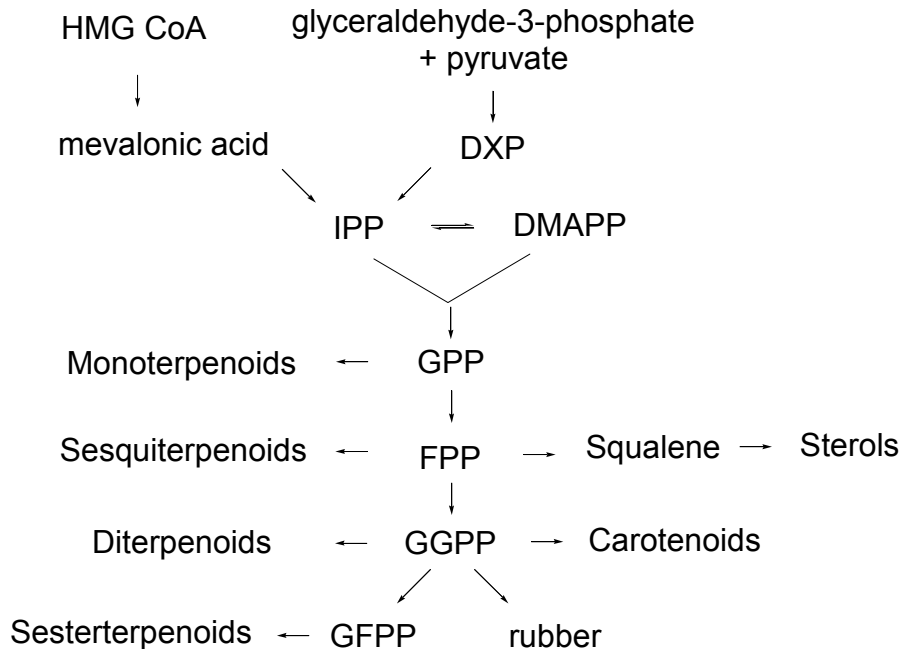 HMG CoA
glyceraldehyde-3-phosphate
+ pyruvate
mevalonic acid
DXP
IPP
DMAPP
Monoterpenoids
GPP
Sesquiterpenoids
FPP
Squalene
Sterols
Diterpenoids
GGPP
Carotenoids
Sesterterpenoids
GFPP
rubber